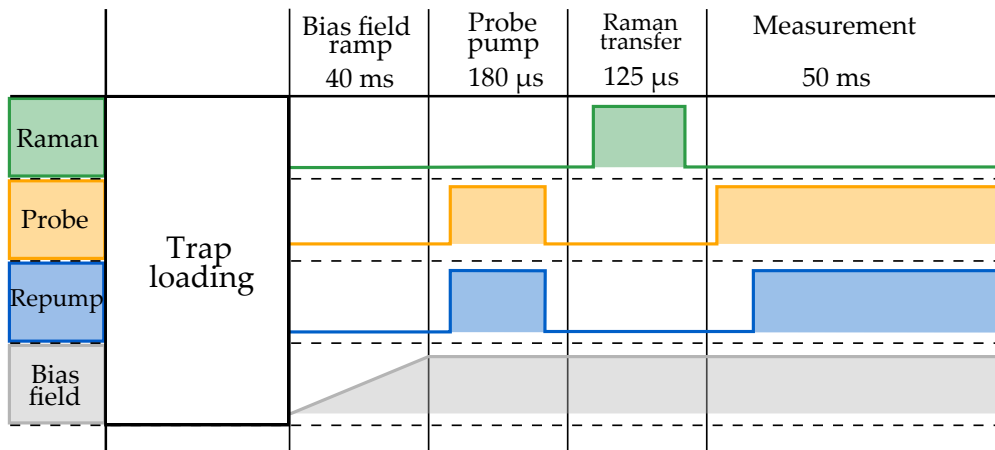 Bias field
ramp
40 ms
Probe
pump
180 μs
Raman
transfer
125 μs
Measurement
50 ms
Raman
Probe
Repump
Bias
field
Trap
loading